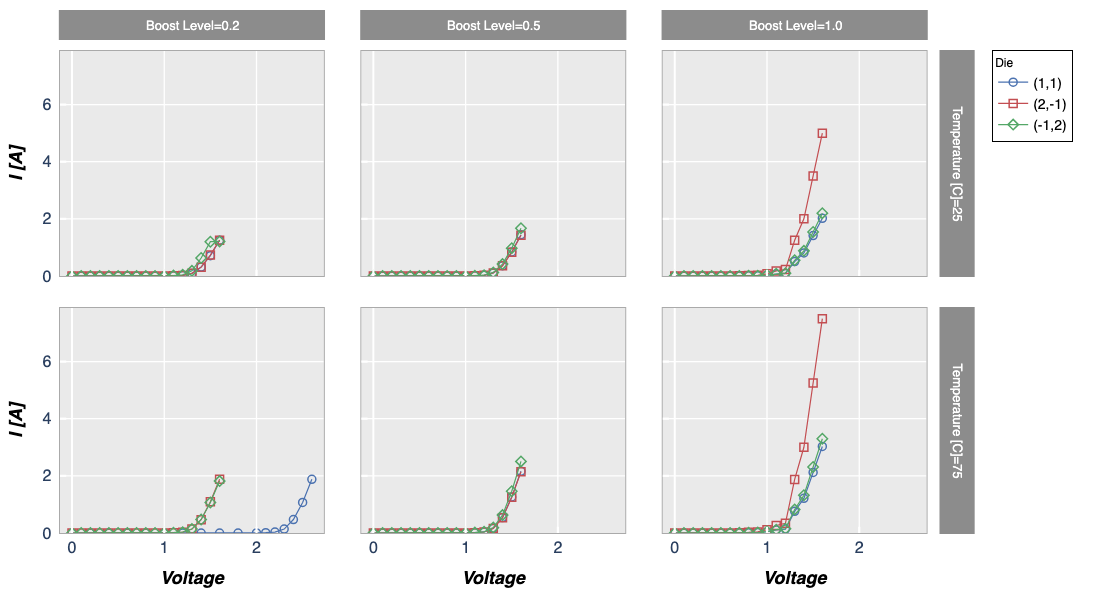 Boost Level=0.2
Boost Level=0.5
Boost Level=1.0
Die
(1,1)
(2,-1)
(-1,2)
6
4
2
0
I [A]
Temperature [C]=25
6
4
2
0
I [A]
Temperature [C]=75
0 1 2
0 1 2
0 1 2
Voltage
Voltage
Voltage